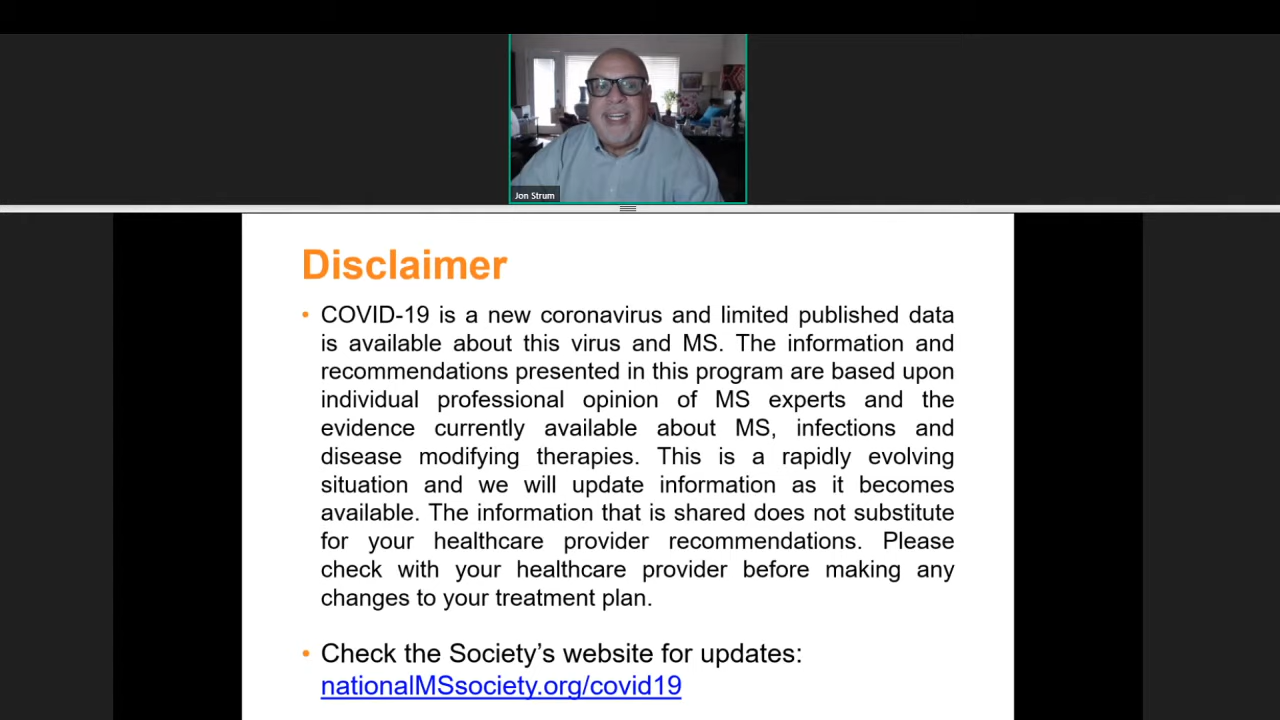 Jon Strum
Disclaimer
• COVID-19 is a new coronavirus and limited published data
is available about this virus and MS. The information and
recommendations presented in this program are based upon
individual professional opinion of MS experts and the
evidence currently available about MS, infections and
disease modifying therapies. This is a rapidly evolving
situation and we will update information as it becomes
available. The information that is shared does not substitute
for your healthcare provider recommendations. Please
check with your healthcare provider before making any
changes to your treatment plan.
• Check the Society’s website for updates:
nationalMSsociety.org/covid19